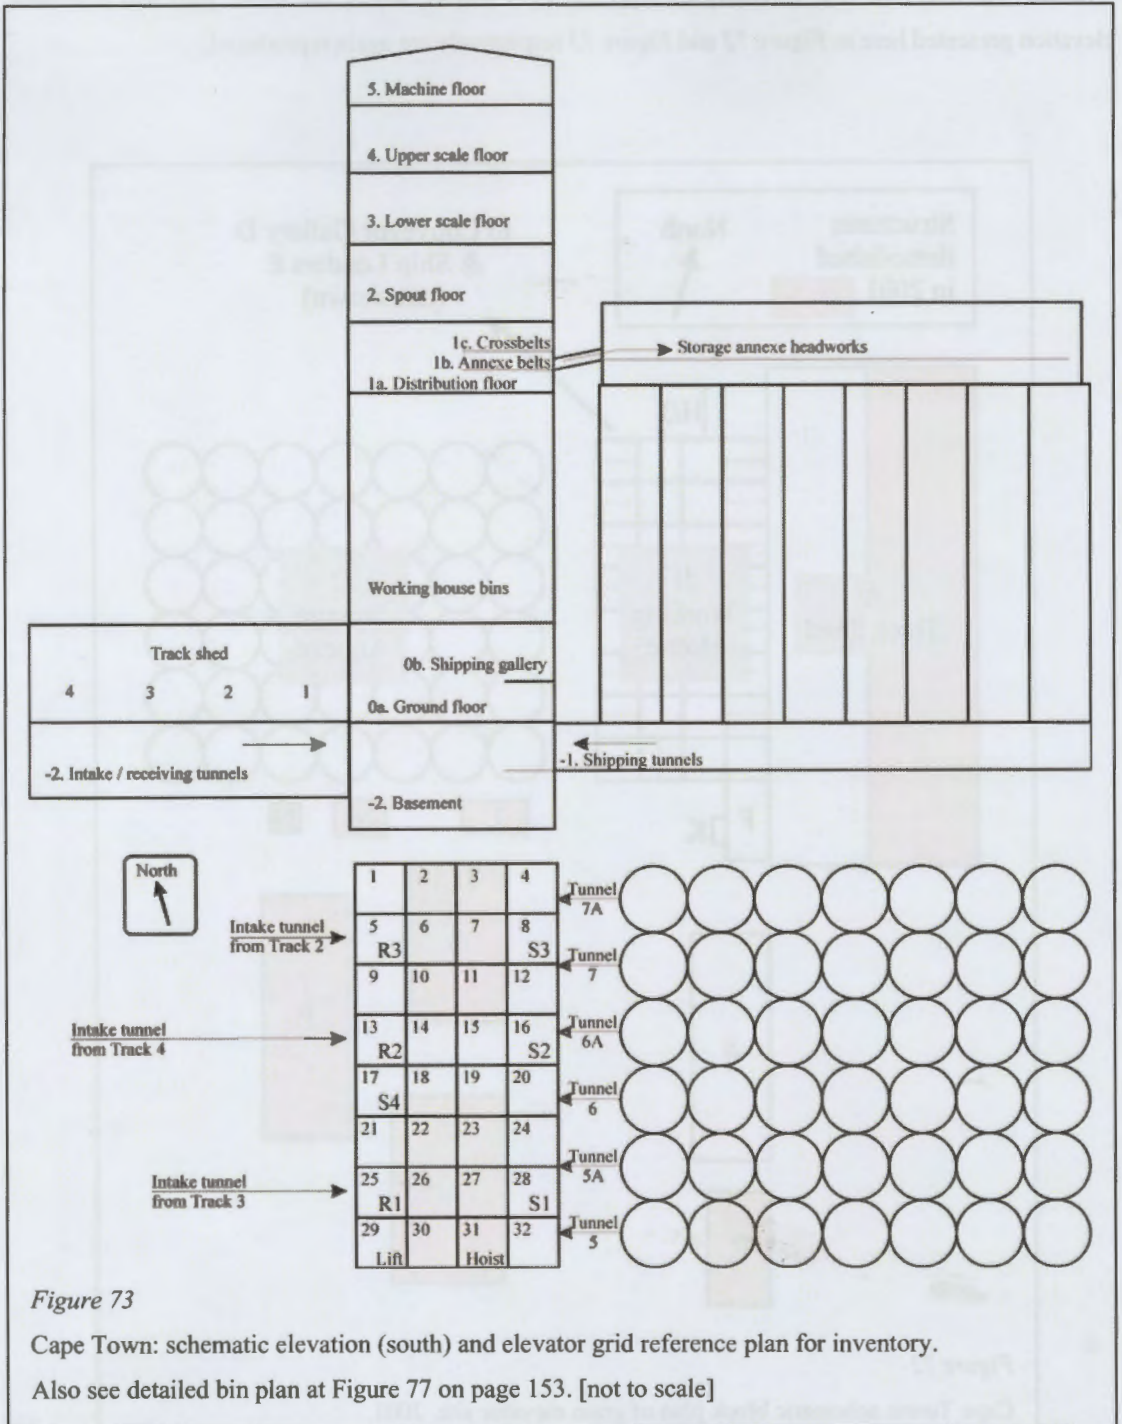 5. Machine floor
4. Upper scale floor
3. Lower scale floor
2. Spout floor
1c. Crossbelts
1b. Annexe belts
1a. Distribution floor
Storage annexe headworks
Working house bins
Track shed
4 3 2 1
0b. Shipping gallery
0a. Ground floor
-2. Intake / receiving tunnels
-1. Shipping tunnels
-2. Basement
North
Intake tunnel
from Track 2
Intake tunnel
from Track 4
Intake tunnel
from Track 3
1 2 3 4
5 6 7 8
R3 S3
9 10 11 12
13 14 15 16
R2 S2
17 18 19 20
S4
21 22 23 24
25 26 27 28
R1 S1
29 30 31 32
Lift Hoist
Tunnel
7A
Tunnel
7
Tunnel
6A
Tunnel
6
Tunnel
5A
Tunnel
5
Figure 73
Cape Town: schematic elevation (south) and elevator grid reference plan for inventory.
Also see detailed bin plan at Figure 77 on page 153. [not to scale]